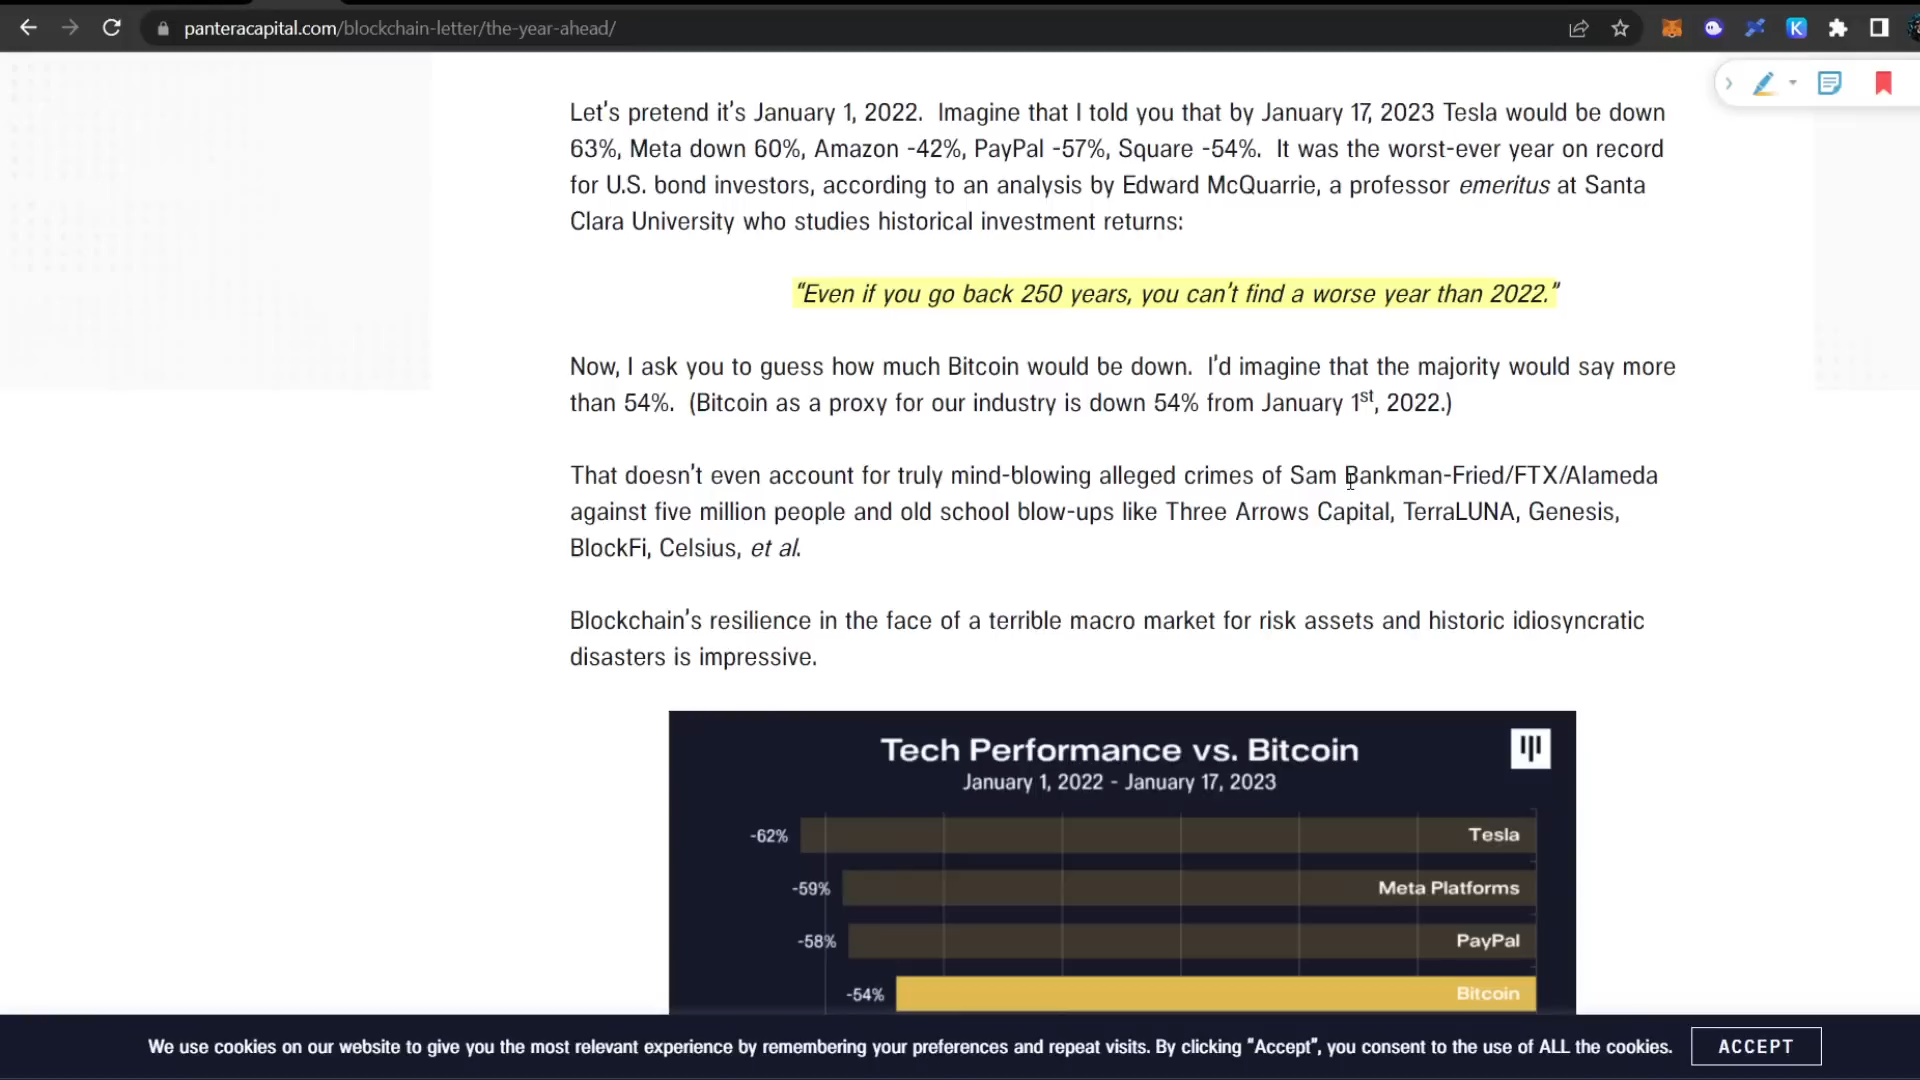 panteracapital.com/blockchain-letter/the-year-ahead/
Let's pretend it's January 1, 2022. Imagine that I told you that by January 17, 2023 Tesla would be down
63%, Meta down 60%, Amazon -42%, PayPal -57%, Square -54%. It was the worst-ever year on record
for U.S. bond investors, according to an analysis by Edward McQuarrie, a professor emeritus at Santa
Clara University who studies historical investment returns:
“Even if you go back 250 years, you can't find a worse year than 2022.”
Now, I ask you to guess how much Bitcoin would be down. I'd imagine that the majority would say more
than 54%. (Bitcoin as a proxy for our industry is down 54% from January 1st, 2022.)
That doesn't even account for truly mind-blowing alleged crimes of Sam Bankman-Fried/FTX/Alameda
against five million people and old school blow-ups like Three Arrows Capital, TerraLUNA, Genesis,
BlockFi, Celsius, et al.
Blockchain's resilience in the face of a terrible macro market for risk assets and historic idiosyncratic
disasters is impressive.
Tech Performance vs. Bitcoin
January 1, 2022 - January 17, 2023
-62% Tesla
-59% Meta Platforms
-58% PayPal
-54% Bitcoin
We use cookies on our website to give you the most relevant experience by remembering your preferences and repeat visits. By clicking “Accept”, you consent to the use of ALL the cookies. ACCEPT